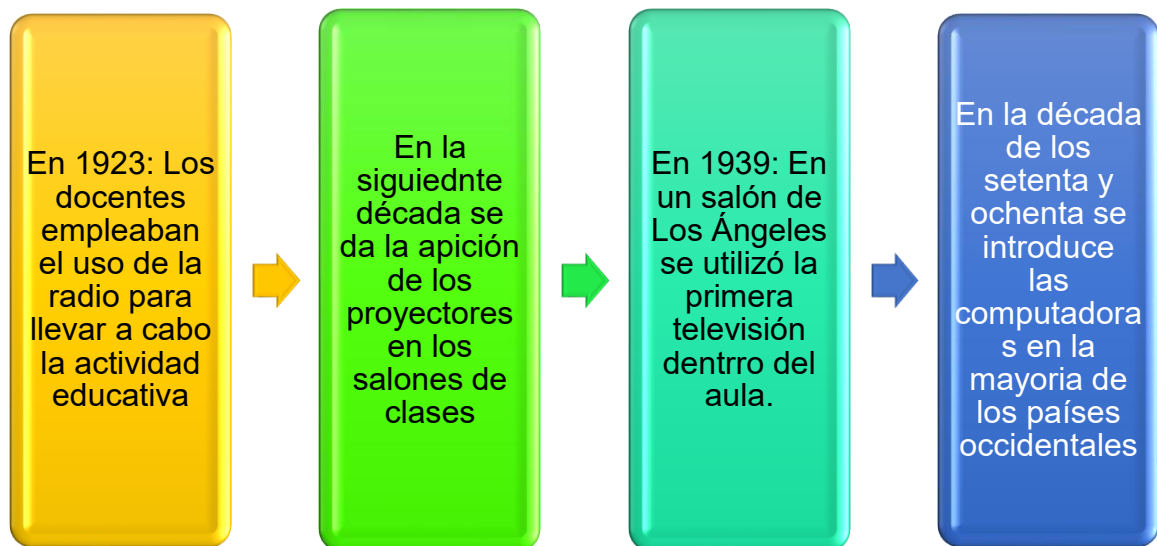 En 1923: Los
docentes
empleaban
el uso de la
radio para
llevar a cabo
la actividad
educativa
En la
siguiednte
década se
da la apición
de los
proyectores
en los
salones de
clases
En 1939: En
un salón de
Los Ángeles
se utilizó la
primera
televisión
dentrro del
aula.
En la década
de los
setenta y
ochenta se
introduce
las
computadora
s en la
mayoria de
los países
occidentales